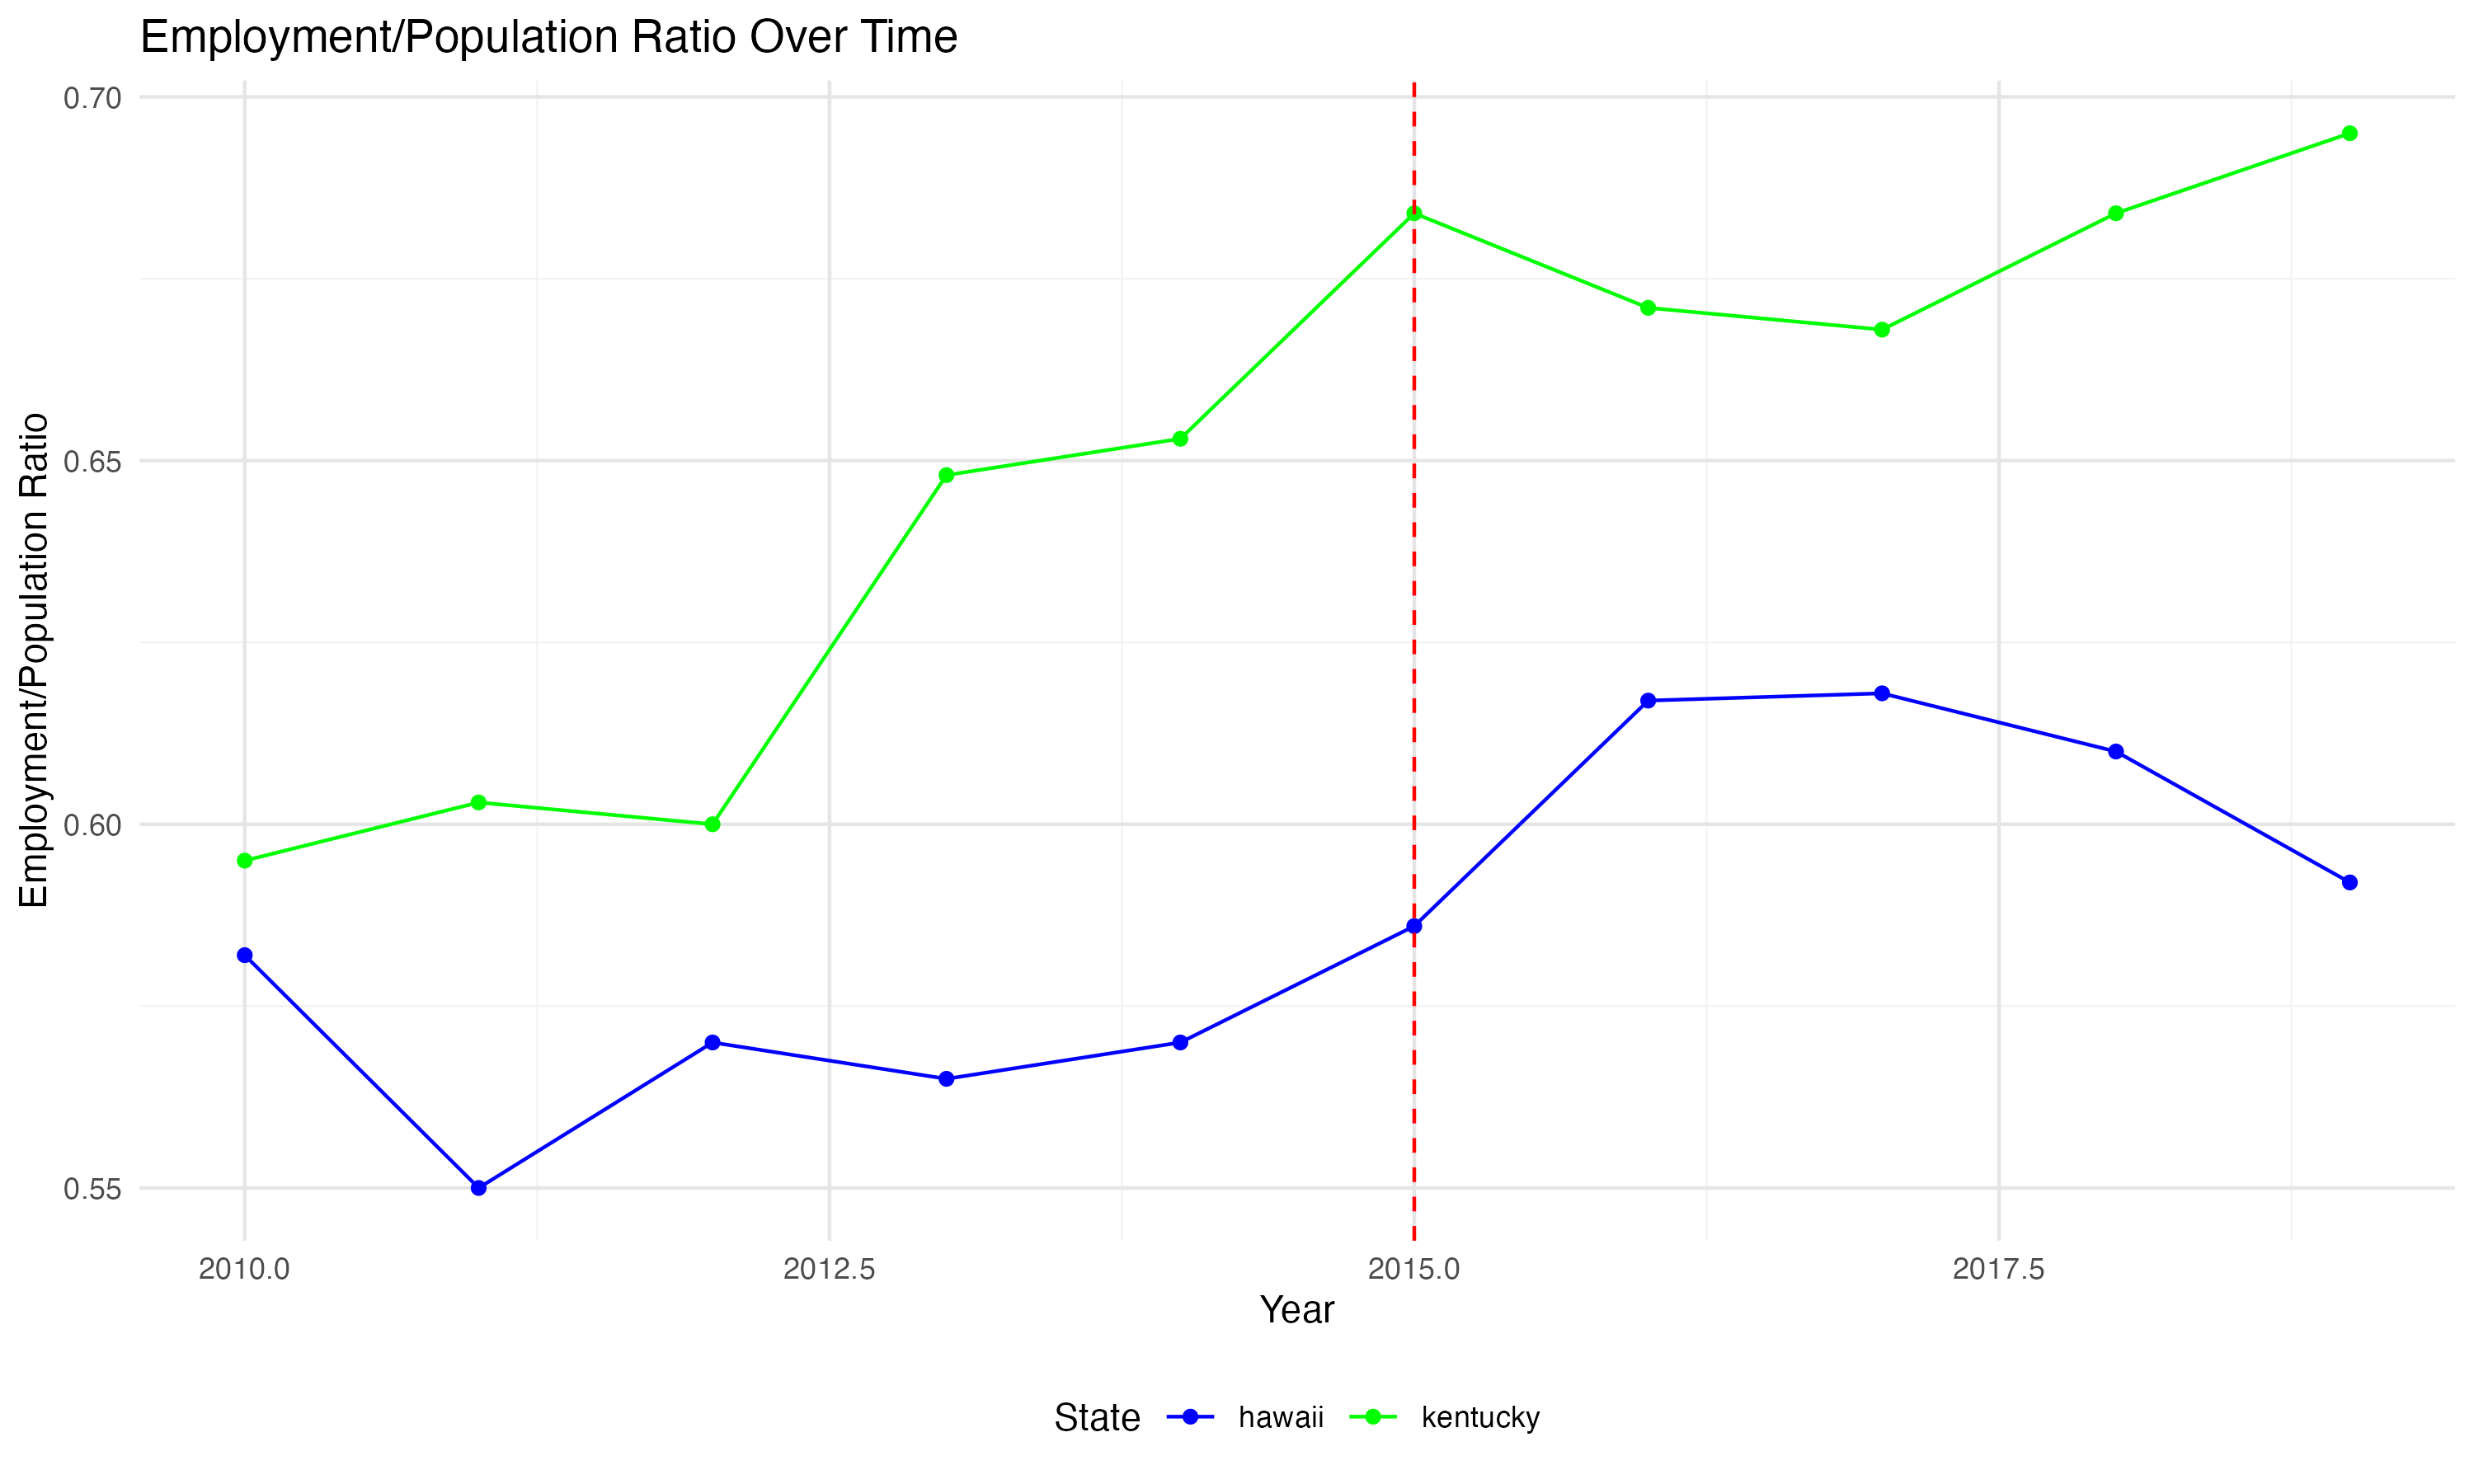 Employment/Population Ratio Over Time
Employment/Population Ratio
0.70
0.65
0.60
0.55
2010.0 2012.5 2015.0 2017.5
Year
State hawaii kentucky